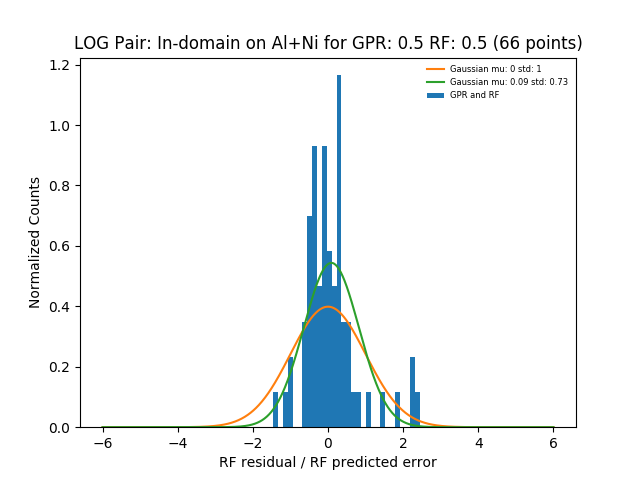 LOG Pair: In-domain on Al+Ni for GPR: 0.5 RF: 0.5 (66 points)
Gaussian mu: 0 std: 1
Gaussian mu: 0.09 std: 0.73
GPR and RF
Normalized Counts
1.2
1.0
0.8
0.6
0.4
0.2
0.0
−6 −4 −2 0 2 4 6
RF residual / RF predicted error